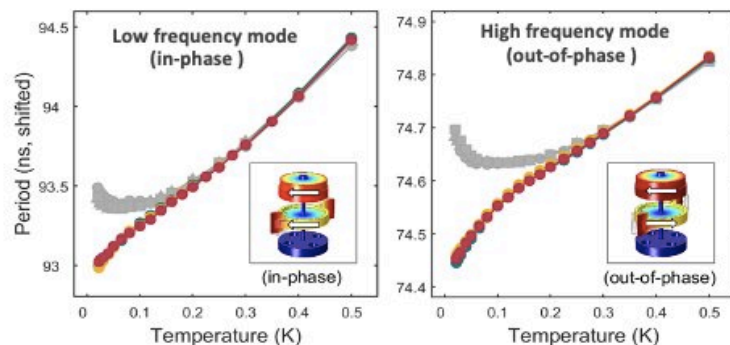 Low frequency mode
(in-phase )
94.5
94
93.5
93
Period (ns, shifted)
(in-phase)
0 0.1 0.2 0.3 0.4 0.5
Temperature (K)
High frequency mode
(out-of-phase )
74.9
74.8
74.7
74.6
74.5
74.4
(out-of-phase)
0 0.1 0.2 0.3 0.4 0.5
Temperature (K)